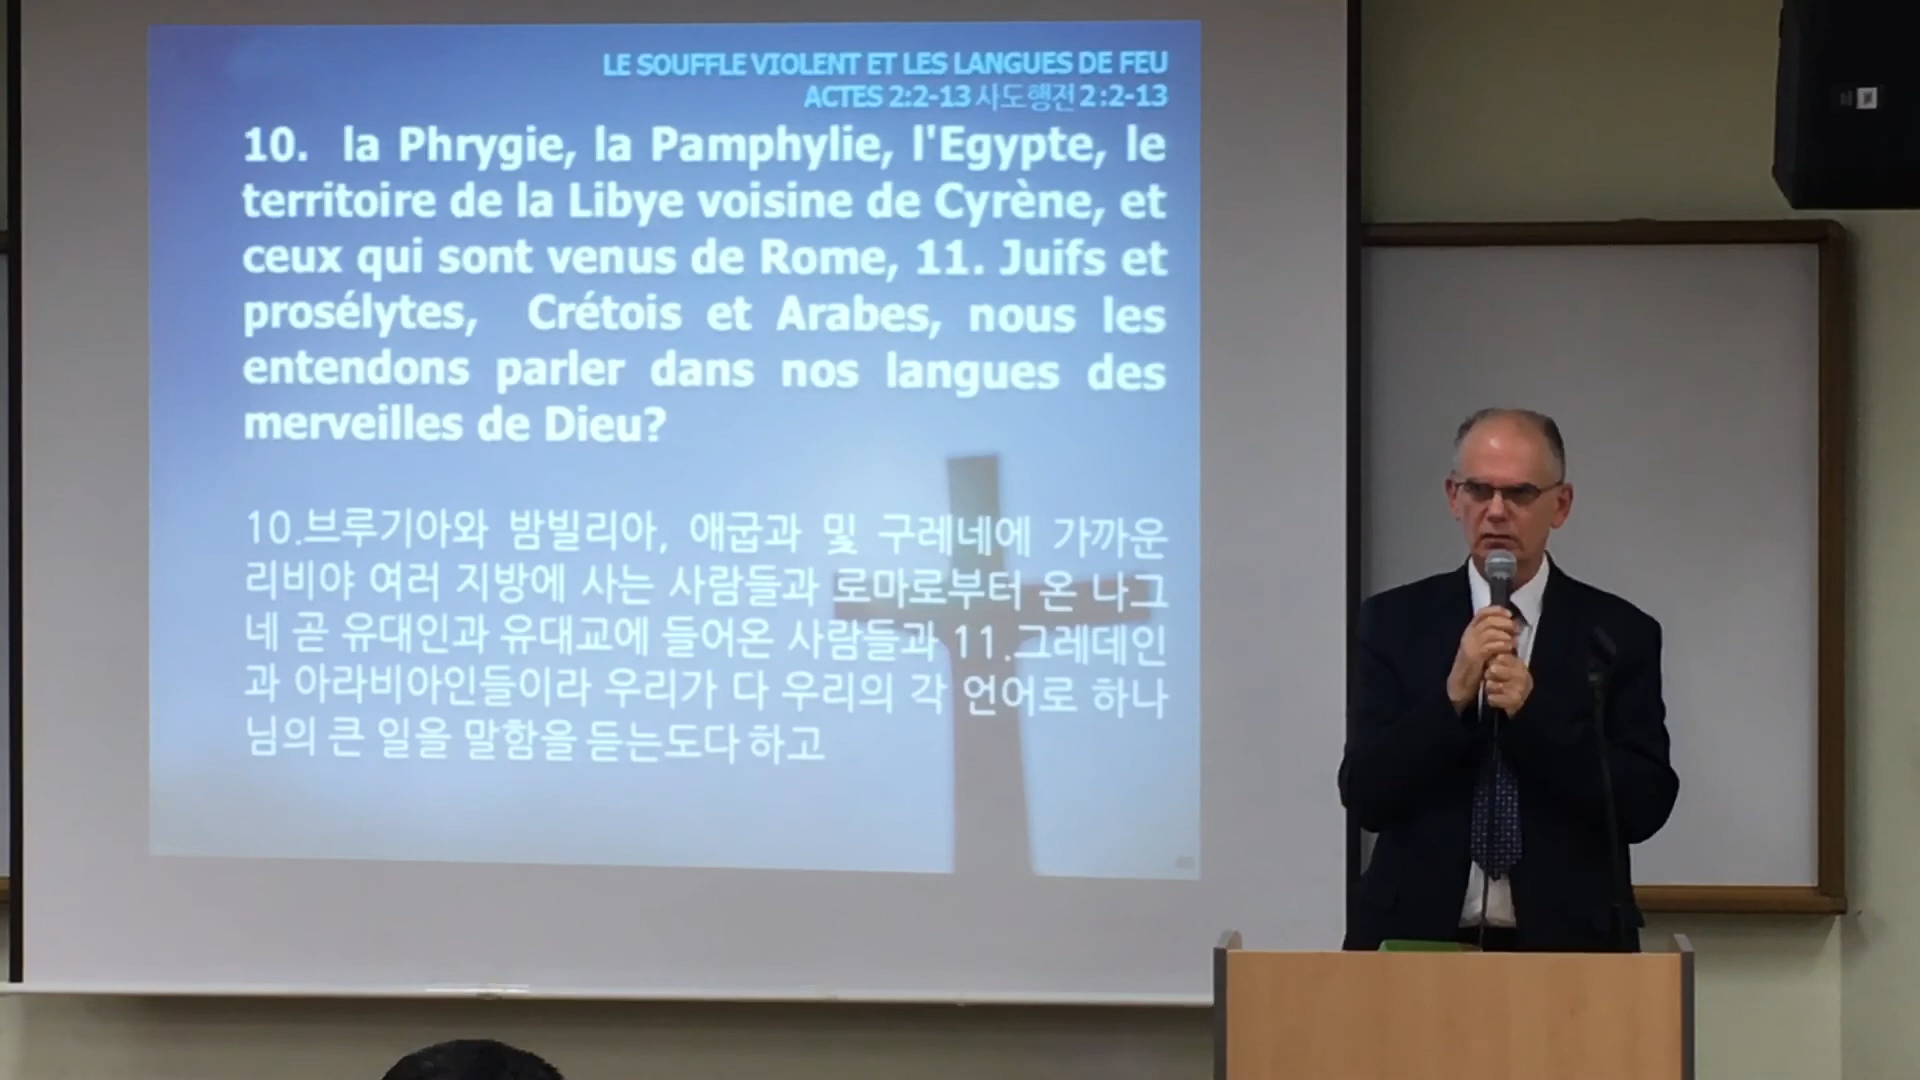 LE SOUFFLE VIOLENT ET LES LANGUES DE FEU
ACTES 2:2-13 사도행전 2:2-13
10. la Phrygie, la Pamphylie, l'Egypte, le
territoire de la Libye voisine de Cyrène, et
ceux qui sont venus de Rome, 11. Juifs et
prosélytes, Crétois et Arabes, nous les
entendons parler dans nos langues des
merveilles de Dieu?
10.브루기아와 밤빌리아, 애굽과 및 구레네에 가까운
리비야 여러 지방에 사는 사람들과 로마로부터 온 나그
네 곧 유대인과 유대교에 들어온 사람들과 11.그레데인
과 아라비아인들이라 우리가 다 우리의 각 언어로 하나
님의 큰 일을 말함을 듣는도다 하고